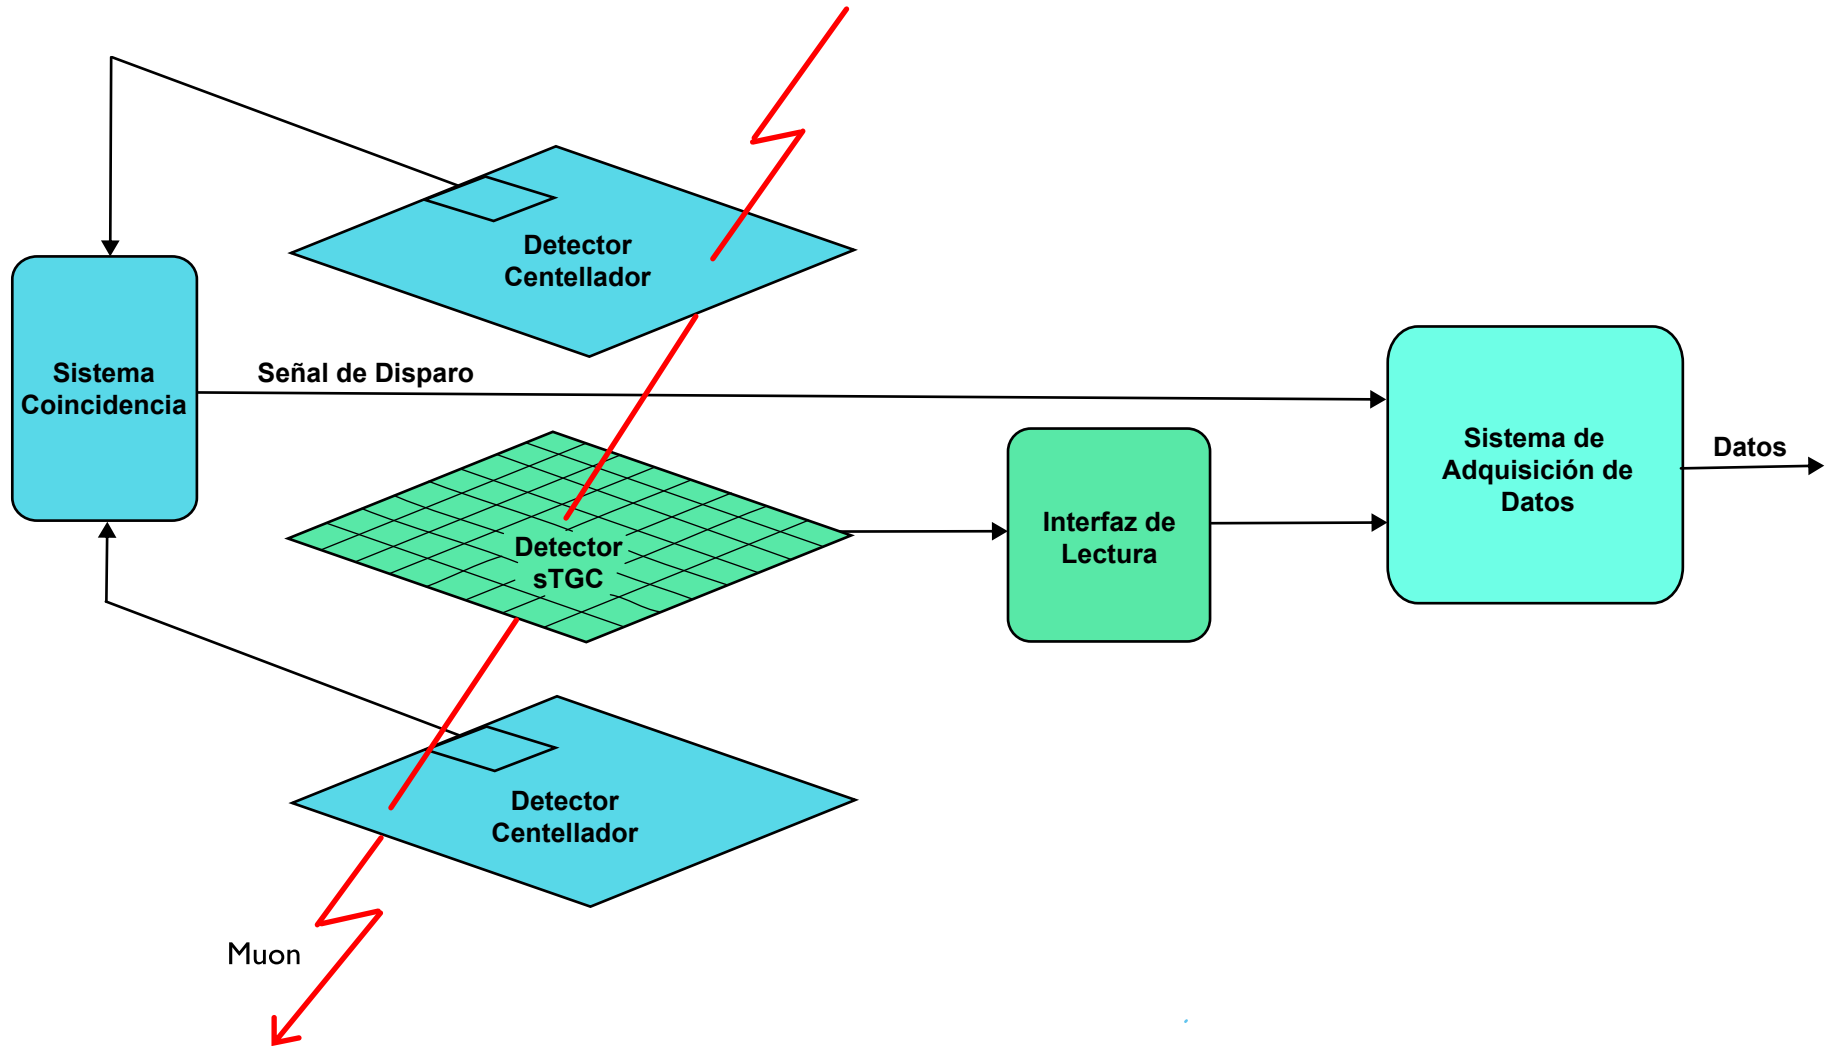 Detector
Centellador
Sistema
Coincidencia
Señal de Disparo
Sistema de
Adquisición de
Datos
Datos
Interfaz de
Lectura
Detector
sTGC
Detector
Centellador
Muon